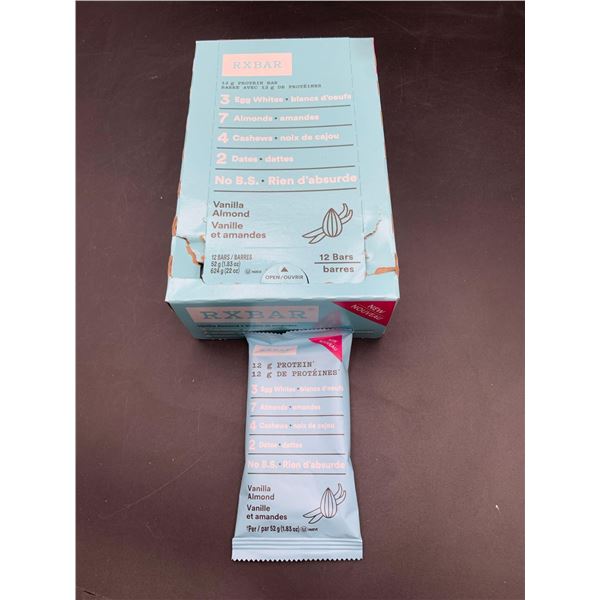 RXBAR
12 g PROTEIN BAR
BARRE AVEC 12 g DE PROTÉINES
3 Egg Whites • blancs d'oeufs
7 Almonds • amandes
4 Cashews • noix de cajou
2 Dates • dattes
No B.S. • Rien d'absurde
Vanilla
Almond
Vanille
et amandes
12 BARS / BARRES
52 g (1.83 oz)
624 g (22 oz)
12 Bars
barres
OPEN/OUVRIR
RXBAR
NEW
NOUVEAU
RXBAR
12 g PROTEIN*
12 g DE PROTÉINES*
3 Egg Whites • blancs d'oeufs
7 Almonds • amandes
4 Cashews • noix de cajou
2 Dates • dattes
No B.S. • Rien d'absurde
Vanilla
Almond
Vanille
et amandes
*Per / par 52 g (1.83 oz)